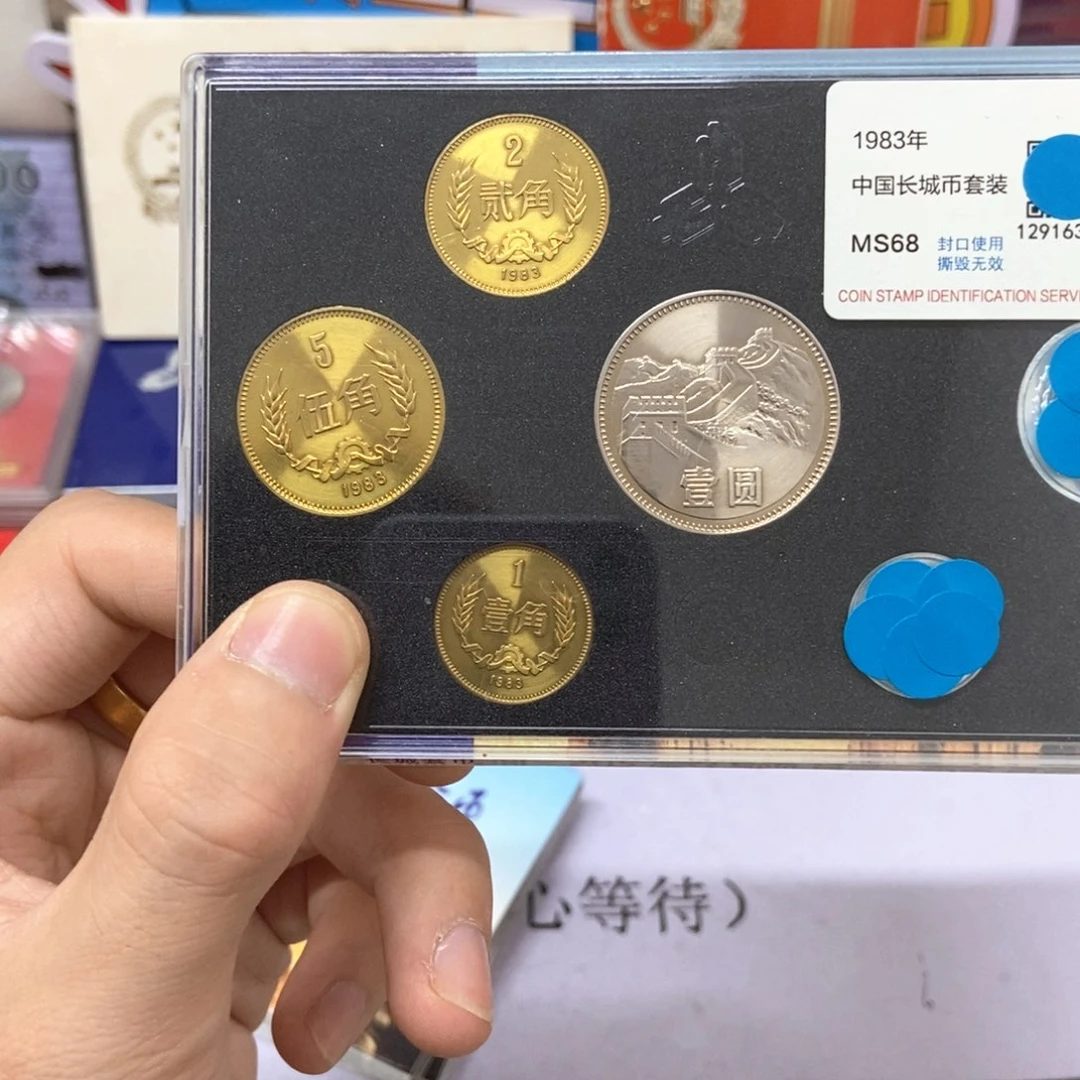 2
贰角
1983
5
伍角
1983
壹圆
1
壹角
1983
1983年
中国长城币套装
MS68
封口使用
撕毁无效
129163
COIN STAMP IDENTIFICATION SERVI
心等待）